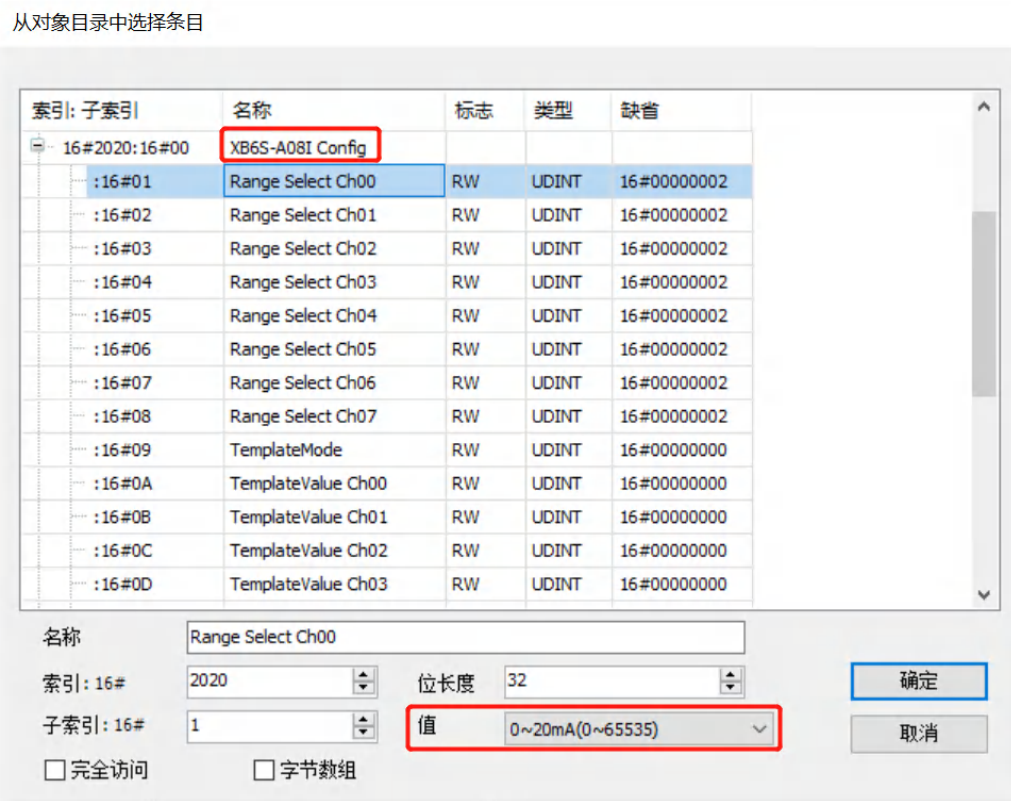 从对象目录中选择条目
索引: 子索引 名称 标志 类型 缺省
16#2020:16#00 XB6S-A08I Config
:16#01 Range Select Ch00 RW UDINT 16#00000002
:16#02 Range Select Ch01 RW UDINT 16#00000002
:16#03 Range Select Ch02 RW UDINT 16#00000002
:16#04 Range Select Ch03 RW UDINT 16#00000002
:16#05 Range Select Ch04 RW UDINT 16#00000002
:16#06 Range Select Ch05 RW UDINT 16#00000002
:16#07 Range Select Ch06 RW UDINT 16#00000002
:16#08 Range Select Ch07 RW UDINT 16#00000002
:16#09 TemplateMode RW UDINT 16#00000000
:16#0A TemplateValue Ch00 RW UDINT 16#00000000
:16#0B TemplateValue Ch01 RW UDINT 16#00000000
:16#0C TemplateValue Ch02 RW UDINT 16#00000000
:16#0D TemplateValue Ch03 RW UDINT 16#00000000
名称 Range Select Ch00
索引: 16# 2020 位长度 32 确定
子索引: 16# 1 值 0~20mA(0~65535) 取消
完全访问 字节数组